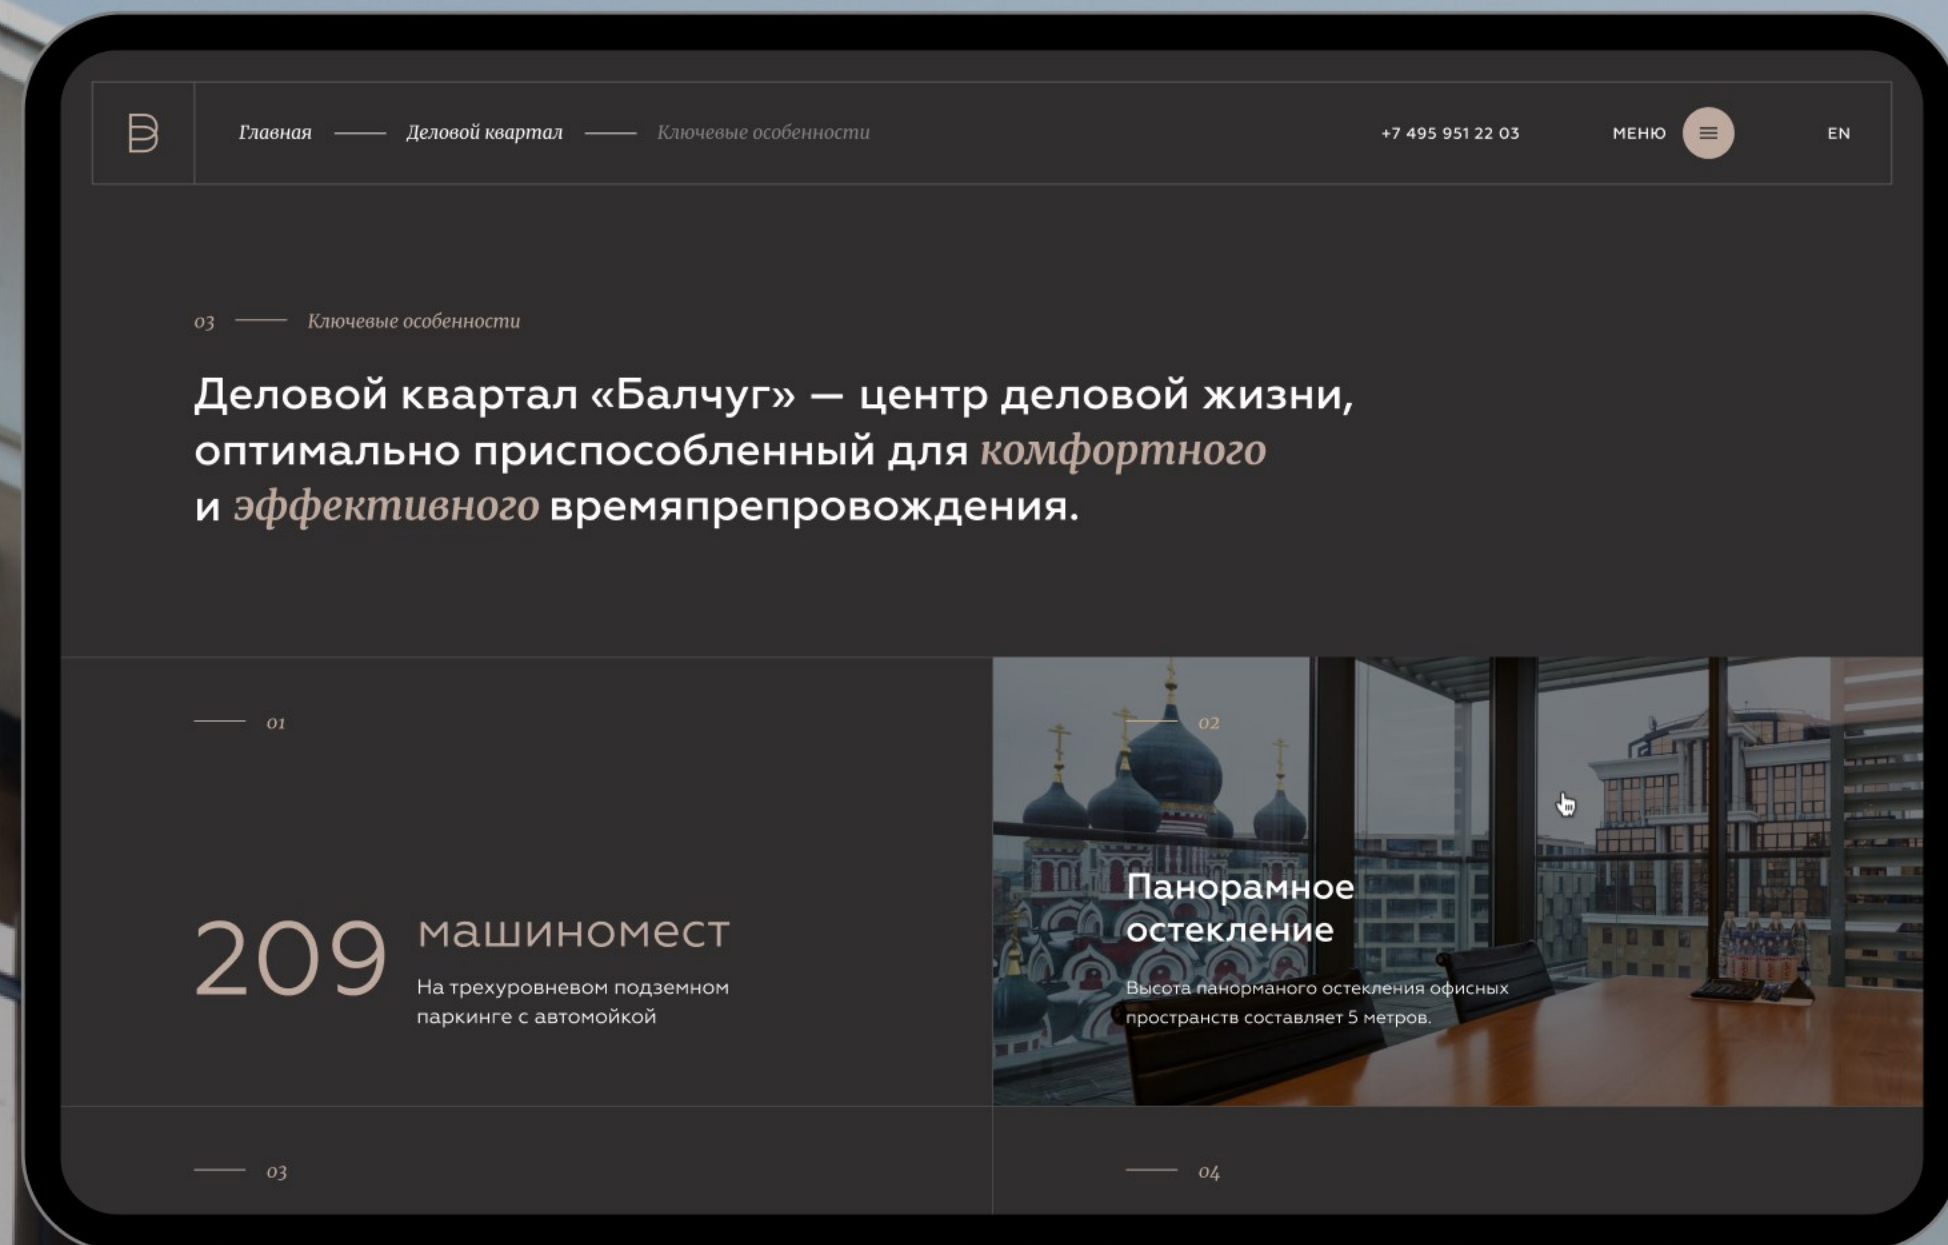 Главная — Деловой квартал — Ключевые особенности
+7 495 951 22 03
МЕНЮ
EN
03 — Ключевые особенности
Деловой квартал «Балчуг» — центр деловой жизни,
оптимально приспособленный для комфортного
и эффективного времяпрепровождения.
01
209 машиномест
На трехуровневом подземном
паркинге с автомойкой
02
Панорамное
остекление
Высота панорманого остекления офисных
пространств составляет 5 метров.
03
04